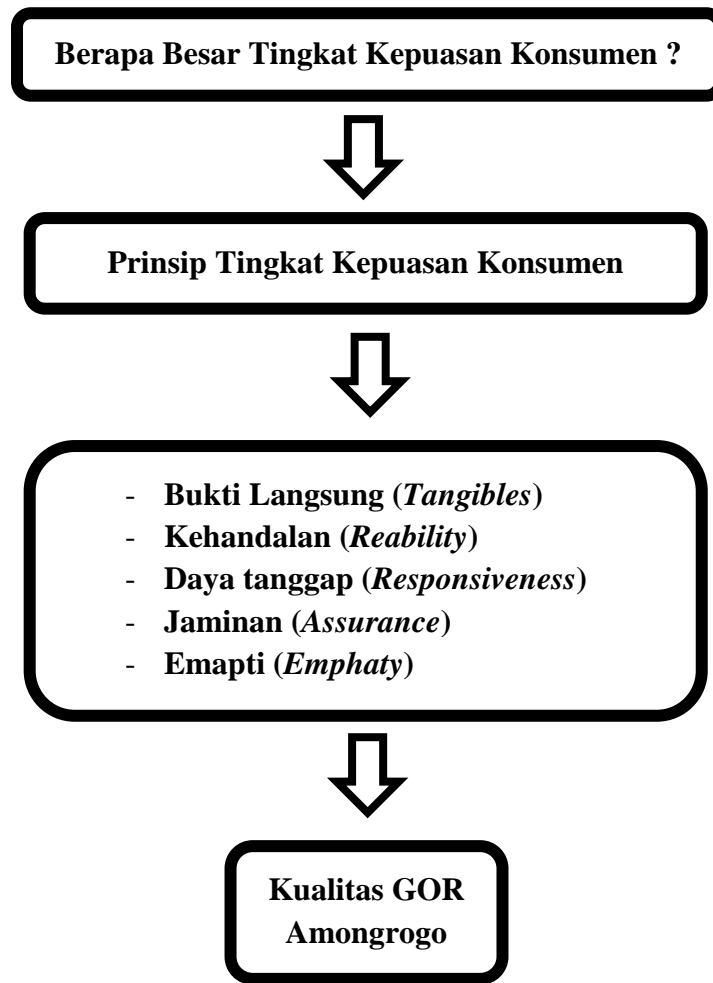 Berapa Besar Tingkat Kepuasan Konsumen ?
Prinsip Tingkat Kepuasan Konsumen
- Bukti Langsung (Tangibles)
- Kehandalan (Reability)
- Daya tanggap (Responsiveness)
- Jaminan (Assurance)
- Emapti (Emphaty)
Kualitas GOR
Amongrogo